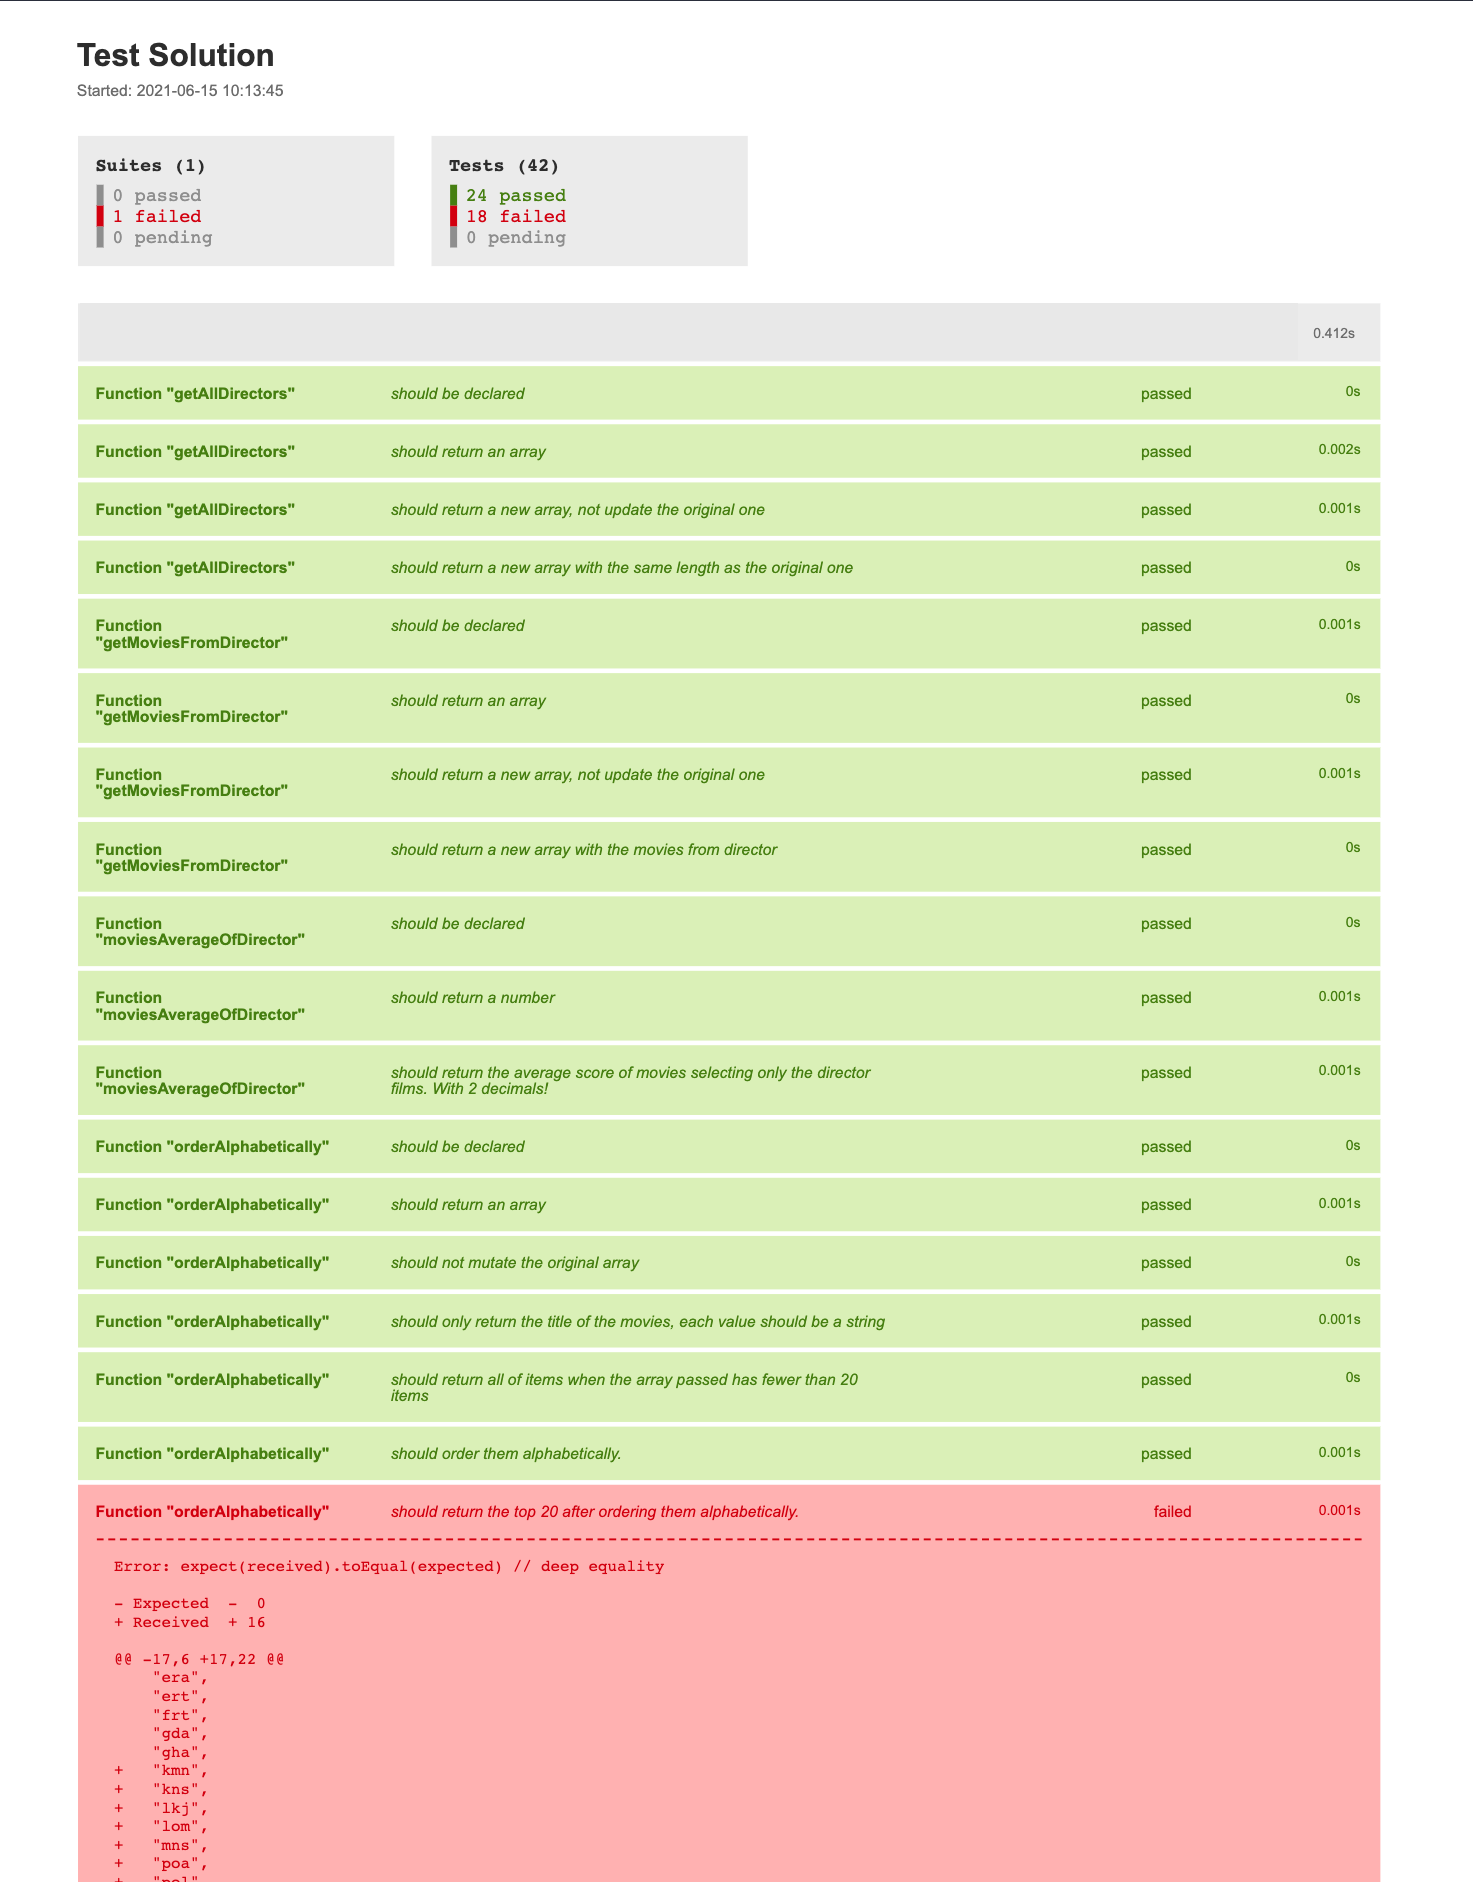 Test Solution
Started: 2021-06-15 10:13:45
Suites (1)
0 passed
1 failed
0 pending
Tests (42)
24 passed
18 failed
0 pending
0.412s
Function "getAllDirectors" should be declared passed 0s
Function "getAllDirectors" should return an array passed 0.002s
Function "getAllDirectors" should return a new array, not update the original one passed 0.001s
Function "getAllDirectors" should return a new array with the same length as the original one passed 0s
Function should be declared passed 0.001s
"getMoviesFromDirector"
Function should return an array passed 0s
"getMoviesFromDirector"
Function should return a new array, not update the original one passed 0.001s
"getMoviesFromDirector"
Function should return a new array with the movies from director passed 0s
"getMoviesFromDirector"
Function should be declared passed 0s
"moviesAverageOfDirector"
Function should return a number passed 0.001s
"moviesAverageOfDirector"
Function should return the average score of movies selecting only the director passed 0.001s
"moviesAverageOfDirector" films. With 2 decimals!
Function "orderAlphabetically" should be declared passed 0s
Function "orderAlphabetically" should return an array passed 0.001s
Function "orderAlphabetically" should not mutate the original array passed 0s
Function "orderAlphabetically" should only return the title of the movies, each value should be a string passed 0.001s
Function "orderAlphabetically" should return all of items when the array passed has fewer than 20 passed 0s
items
Function "orderAlphabetically" should order them alphabetically. passed 0.001s
Function "orderAlphabetically" should return the top 20 after ordering them alphabetically. failed 0.001s
Error: expect(received).toEqual(expected) // deep equality
- Expected  -  0
+ Received  + 16
@@ -17,6 +17,22 @@
"era",
"ert",
"frt",
"gda",
"gha",
+   "kmn",
+   "kns",
+   "lkj",
+   "lom",
+   "mns",
+   "poa",